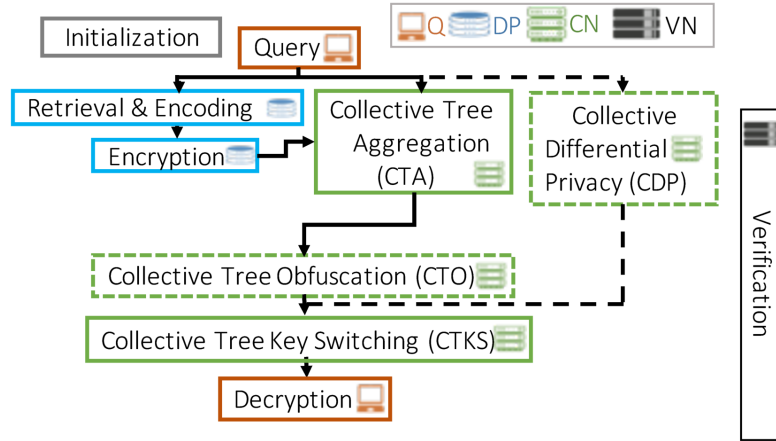 Initialization
Query
Q DP CN VN
Retrieval & Encoding
Encryption
Collective Tree
Aggregation
(CTA)
Collective
Differential
Privacy (CDP)
Verification
Collective Tree Obfuscation (CTO)
Collective Tree Key Switching (CTKS)
Decryption